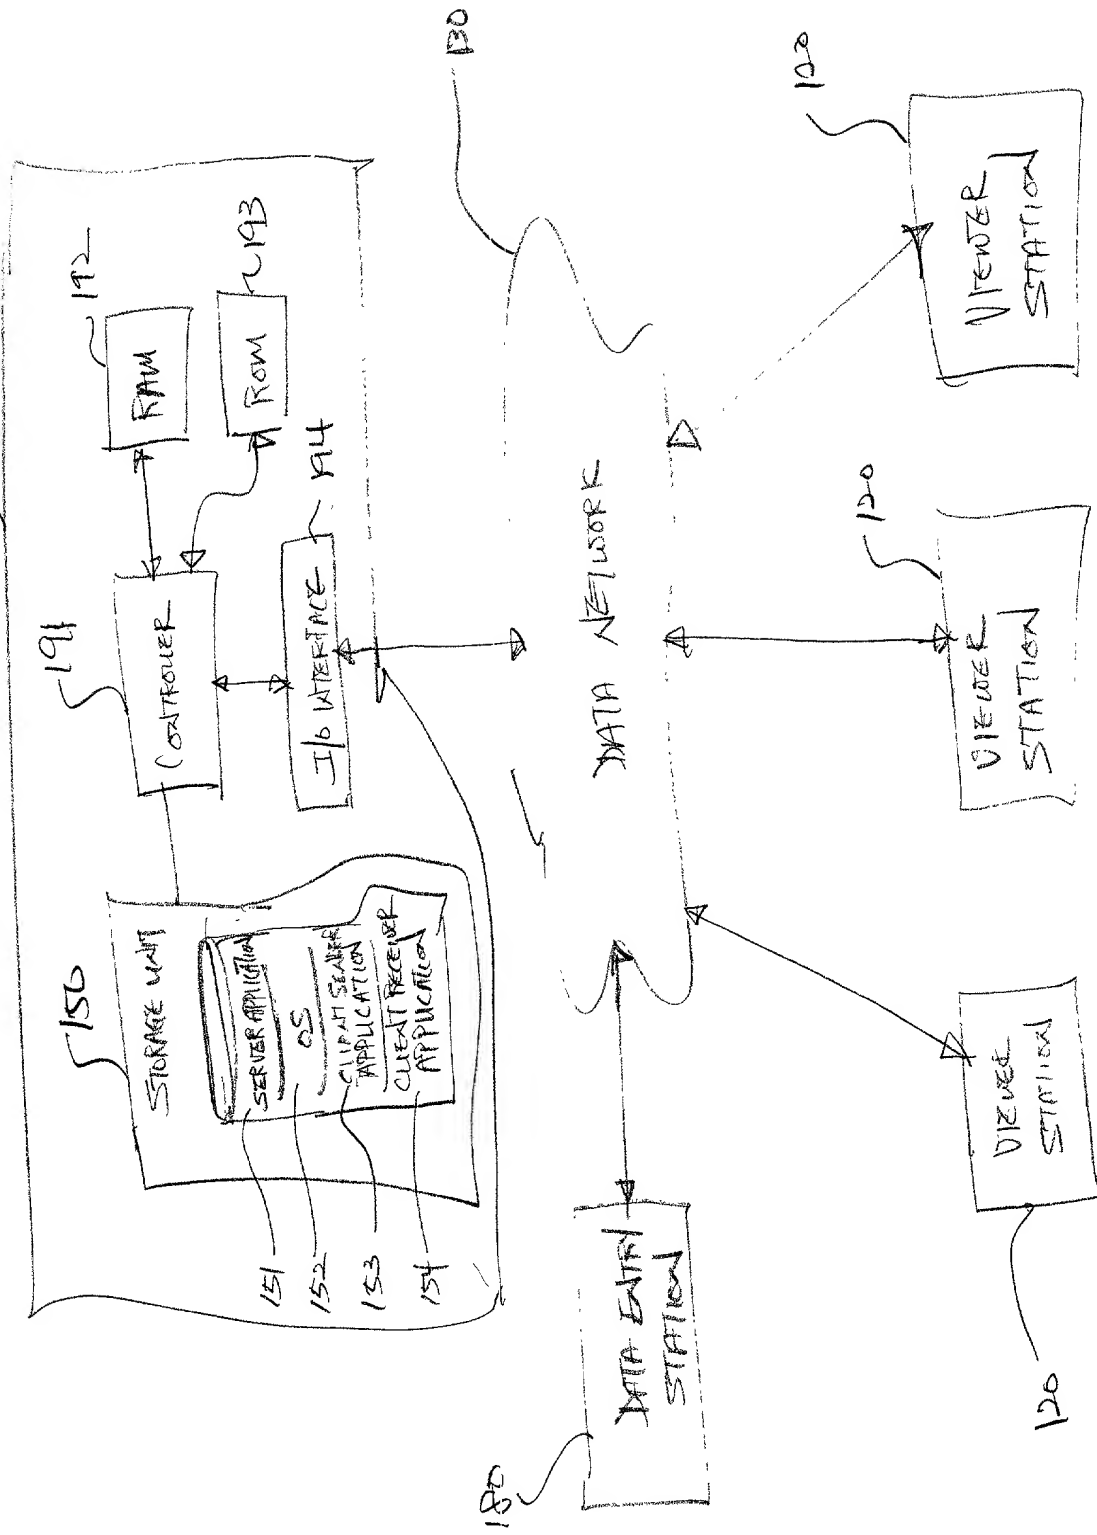 150
STORAGE UNIT
SERVER APPLICATION
OS
CLIENT SENDER
APPLICATION
CLIENT RECEIVER
APPLICATION
151
152
153
154
191
CONTROLLER
192
RAM
193
ROM
I/O INTERFACE
194
130
DATA NETWORK
180
DATA ENTRY
STATION
VIEWER
STATION
120
VIEWER
STATION
120
VIEWER
STATION
120